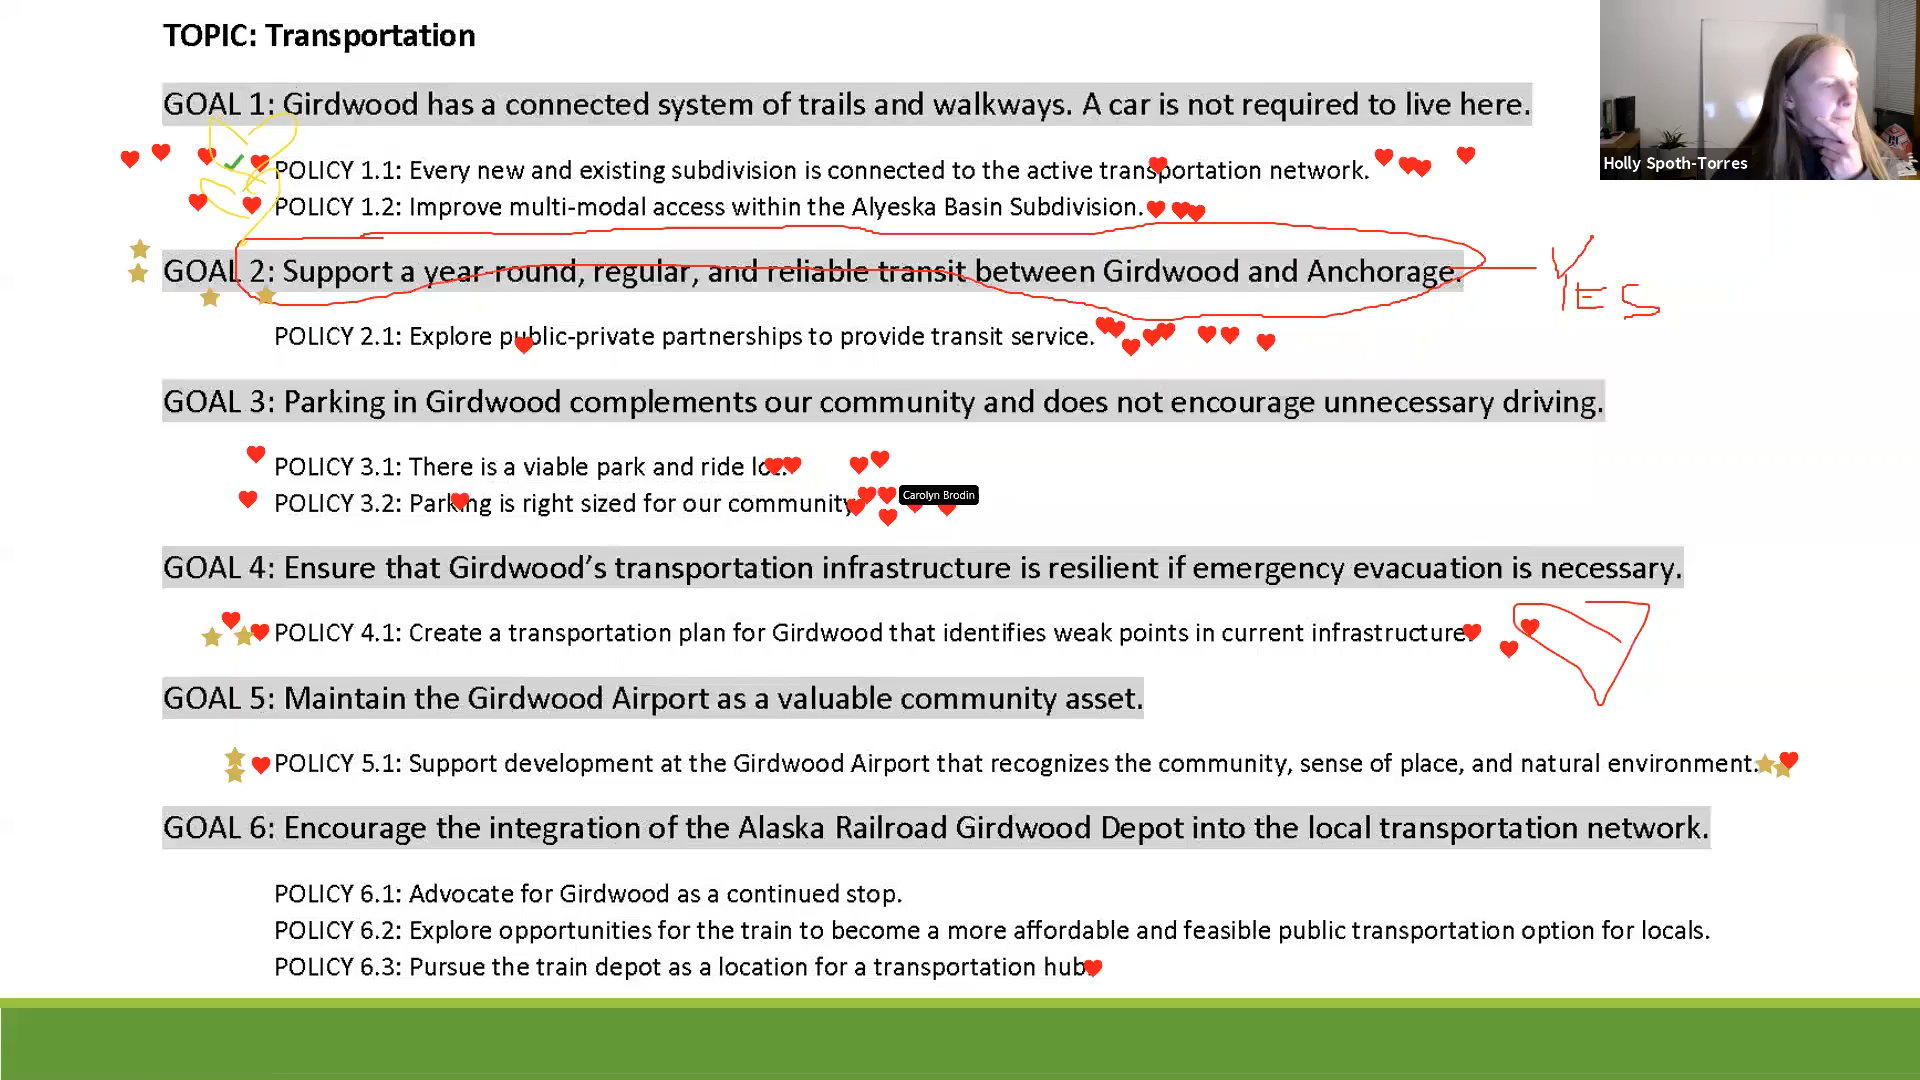 TOPIC: Transportation
GOAL 1: Girdwood has a connected system of trails and walkways. A car is not required to live here.
POLICY 1.1: Every new and existing subdivision is connected to the active transportation network.
Holly Spoth-Torres
POLICY 1.2: Improve multi-modal access within the Alyeska Basin Subdivision.
GOAL 2: Support a year-round, regular, and reliable transit between Girdwood and Anchorage.
YES
POLICY 2.1: Explore public-private partnerships to provide transit service.
GOAL 3: Parking in Girdwood complements our community and does not encourage unnecessary driving.
POLICY 3.1: There is a viable park and ride lot.
POLICY 3.2: Parking is right sized for our community
Carolyn Brodin
GOAL 4: Ensure that Girdwood’s transportation infrastructure is resilient if emergency evacuation is necessary.
POLICY 4.1: Create a transportation plan for Girdwood that identifies weak points in current infrastructure.
GOAL 5: Maintain the Girdwood Airport as a valuable community asset.
POLICY 5.1: Support development at the Girdwood Airport that recognizes the community, sense of place, and natural environment.
GOAL 6: Encourage the integration of the Alaska Railroad Girdwood Depot into the local transportation network.
POLICY 6.1: Advocate for Girdwood as a continued stop.
POLICY 6.2: Explore opportunities for the train to become a more affordable and feasible public transportation option for locals.
POLICY 6.3: Pursue the train depot as a location for a transportation hub